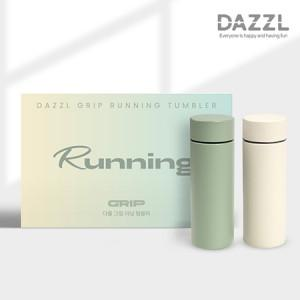 DAZZL
Everyone is happy and having fun
DAZZL GRIP RUNNING TUMBLER
Running
GRIP
다즐 그립 러닝 텀블러